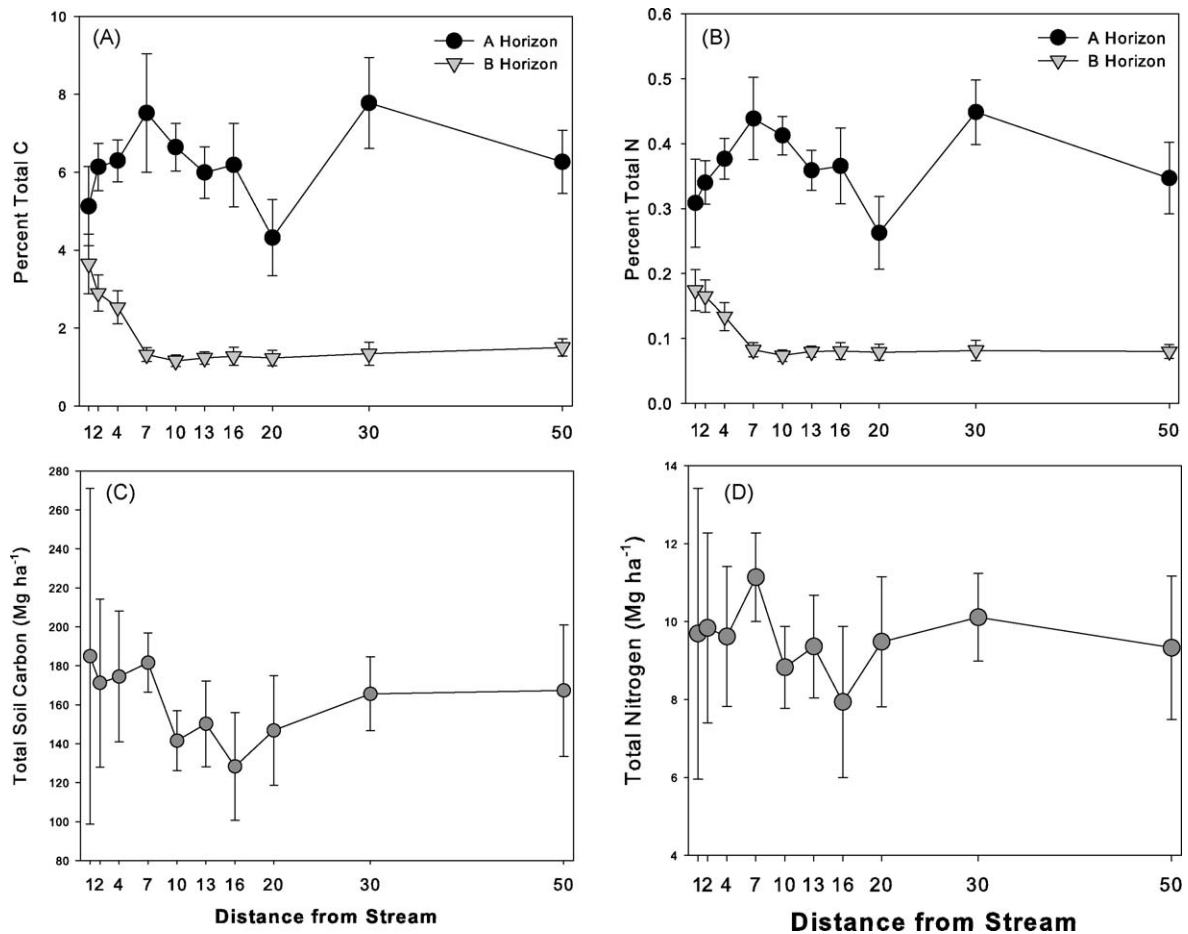 (A)
A Horizon
B Horizon
Percent Total C
10
8
6
4
2
0
12 4 7 10 13 16 20 30 50
(B)
A Horizon
B Horizon
Percent Total N
0.6
0.5
0.4
0.3
0.2
0.1
0.0
12 4 7 10 13 16 20 30 50
(C)
Total Soil Carbon (Mg ha⁻¹)
280
260
240
220
200
180
160
140
120
100
80
12 4 7 10 13 16 20 30 50
Distance from Stream
(D)
Total Nitrogen (Mg ha⁻¹)
14
12
10
8
6
4
12 4 7 10 13 16 20 30 50
Distance from Stream